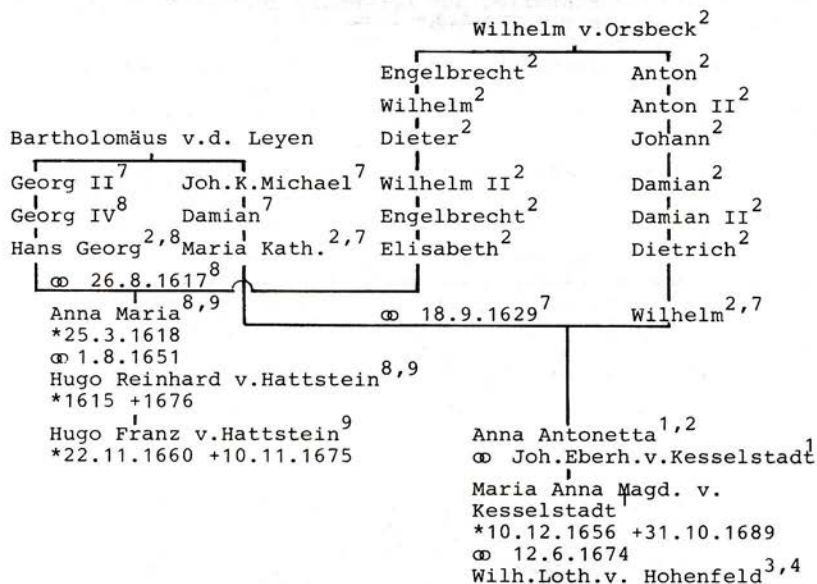 Wilhelm v.Orsbeck²
Engelbrecht² Anton²
Wilhelm² Anton II²
Bartholomäus v.d. Leyen Dieter² Johann²
Georg II⁷ Joh.K.Michael⁷ Wilhelm II² Damian²
Georg IV⁸ Damian⁷ Engelbrecht² Damian II²
Hans Georg²,⁸ Maria Kath.²,⁷ Elisabeth² Dietrich²
⚭ 26.8.1617⁸
Anna Maria⁸,⁹ ⚭ 18.9.1629⁷ Wilhelm²,⁷
*25.3.1618
⚭ 1.8.1651
Hugo Reinhard v.Hattstein⁸,⁹
*1615 +1676
Hugo Franz v.Hattstein⁹ Anna Antonetta¹,²
*22.11.1660 +10.11.1675 ⚭ Joh.Eberh.v.Kesselstadt¹
Maria Anna Magd. v.
Kesselstadt
*10.12.1656 +31.10.1689
⚭ 12.6.1674
Wilh.Loth.v. Hohenfeld³,⁴